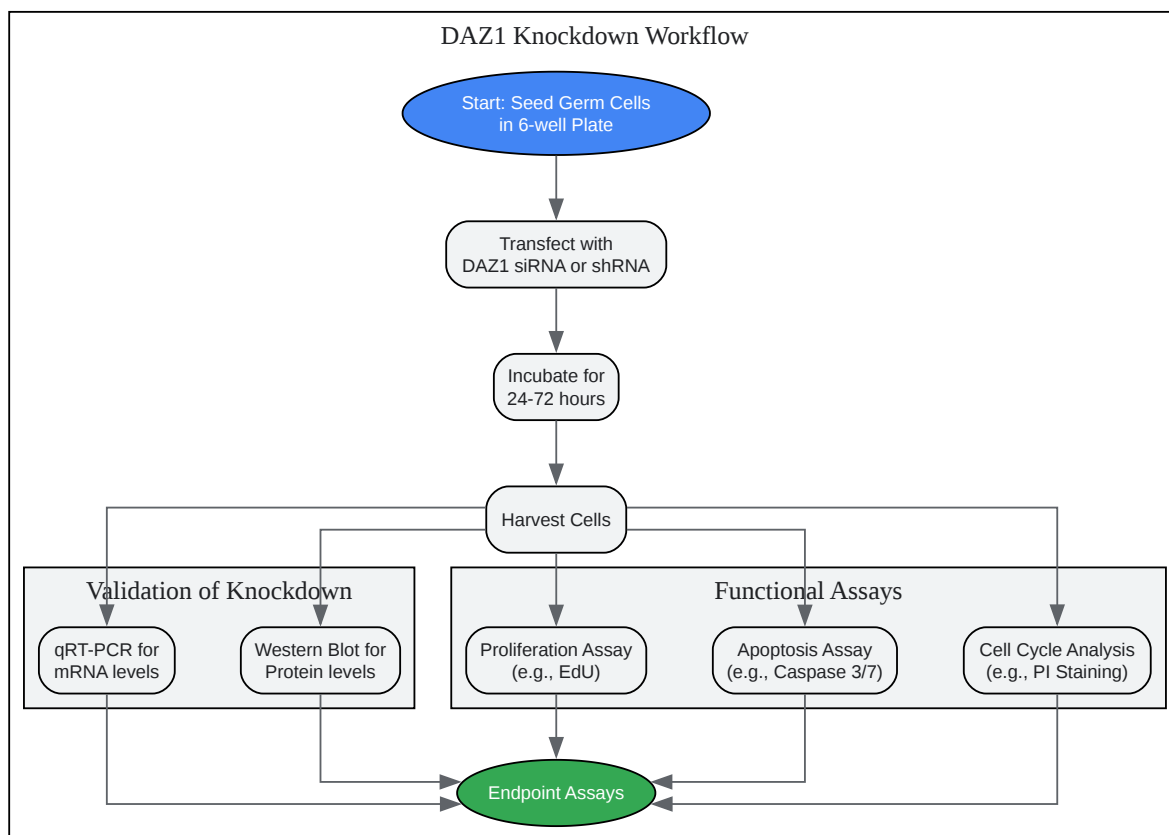 DAZ1 Knockdown Workflow
Start: Seed Germ Cells
in 6-well Plate
Transfect with
DAZ1 siRNA or shRNA
Incubate for
24-72 hours
Harvest Cells
Validation of Knockdown
qRT-PCR for
mRNA levels
Western Blot for
Protein levels
Functional Assays
Proliferation Assay
(e.g., EdU)
Apoptosis Assay
(e.g., Caspase 3/7)
Cell Cycle Analysis
(e.g., PI Staining)
Endpoint Assays